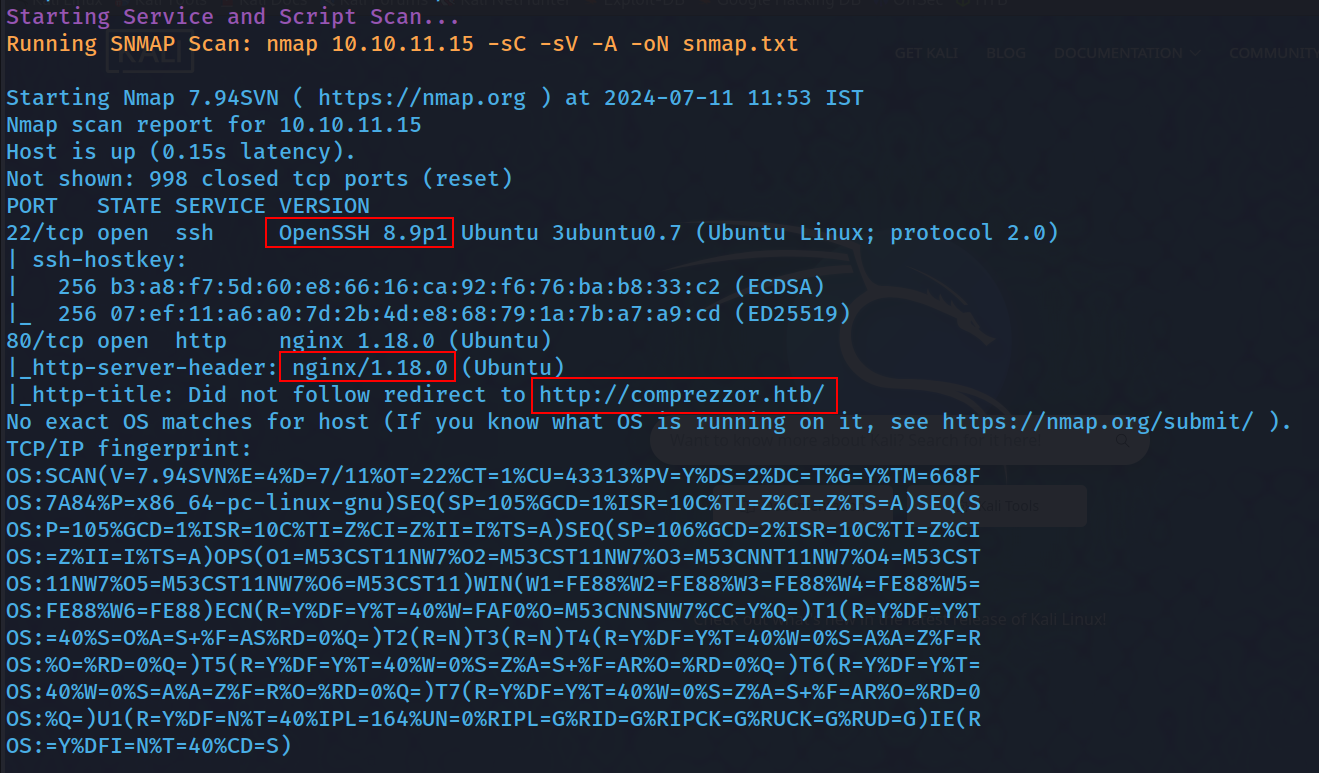 Starting Service and Script Scan...
Running SNMAP Scan: nmap 10.10.11.15 -sC -sV -A -oN snmap.txt
KALI
GET KALI BLOG DOCUMENTATION COMMUNITY
Starting Nmap 7.94SVN ( https://nmap.org ) at 2024-07-11 11:53 IST
Nmap scan report for 10.10.11.15
Host is up (0.15s latency).
Not shown: 998 closed tcp ports (reset)
PORT   STATE SERVICE VERSION
22/tcp open  ssh     OpenSSH 8.9p1 Ubuntu 3ubuntu0.7 (Ubuntu Linux; protocol 2.0)
| ssh-hostkey:
|   256 b3:a8:f7:5d:60:e8:66:16:ca:92:f6:76:ba:b8:33:c2 (ECDSA)
|_  256 07:ef:11:a6:a0:7d:2b:4d:e8:68:79:1a:7b:a7:a9:cd (ED25519)
80/tcp open  http    nginx 1.18.0 (Ubuntu)
|_http-server-header: nginx/1.18.0 (Ubuntu)
|_http-title: Did not follow redirect to http://comprezzor.htb/
No exact OS matches for host (If you know what OS is running on it, see https://nmap.org/submit/ ).
TCP/IP fingerprint:
OS:SCAN(V=7.94SVN%E=4%D=7/11%OT=22%CT=1%CU=43313%PV=Y%DS=2%DC=T%G=Y%TM=668F
OS:7A84%P=x86_64-pc-linux-gnu)SEQ(SP=105%GCD=1%ISR=10C%TI=Z%CI=Z%TS=A)SEQ(S
OS:P=105%GCD=1%ISR=10C%TI=Z%CI=Z%II=I%TS=A)SEQ(SP=106%GCD=2%ISR=10C%TI=Z%CI
OS:=Z%II=I%TS=A)OPS(O1=M53CST11NW7%O2=M53CST11NW7%O3=M53CNNT11NW7%O4=M53CST
OS:11NW7%O5=M53CST11NW7%O6=M53CST11)WIN(W1=FE88%W2=FE88%W3=FE88%W4=FE88%W5=
OS:FE88%W6=FE88)ECN(R=Y%DF=Y%T=40%W=FAF0%O=M53CNNSNW7%CC=Y%Q=)T1(R=Y%DF=Y%T
OS:=40%S=O%A=S+%F=AS%RD=0%Q=)T2(R=N)T3(R=N)T4(R=Y%DF=Y%T=40%W=0%S=A%A=Z%F=R
OS:%O=%RD=0%Q=)T5(R=Y%DF=Y%T=40%W=0%S=Z%A=S+%F=AR%O=%RD=0%Q=)T6(R=Y%DF=Y%T=
OS:40%W=0%S=A%A=Z%F=R%O=%RD=0%Q=)T7(R=Y%DF=Y%T=40%W=0%S=Z%A=S+%F=AR%O=%RD=0
OS:%Q=)U1(R=Y%DF=N%T=40%IPL=164%UN=0%RIPL=G%RID=G%RIPCK=G%RUCK=G%RUD=G)IE(R
OS:=Y%DFI=N%T=40%CD=S)